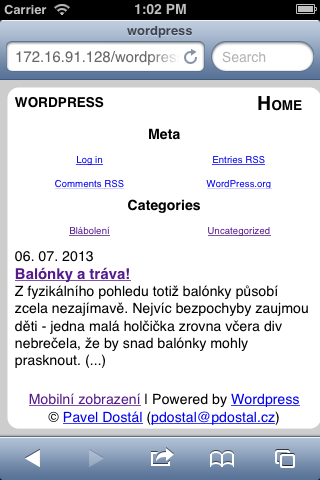 Carrier 1:02 PM
wordpress
172.16.91.128/wordpress Search
WORDPRESS HOME
Meta
Log in Entries RSS
Comments RSS WordPress.org
Categories
Blábolení Uncategorized
06. 07. 2013
Balónky a tráva!
Z fyzikálního pohledu totiž balónky působí
zcela nezajímavě. Nejvíc bezpochyby zaujmou
děti - jedna malá holčička zrovna včera div
nebrečela, že by snad balónky mohly
prasknout. (...)
Mobilní zobrazení | Powered by Wordpress
© Pavel Dostál (pdostal@pdostal.cz)